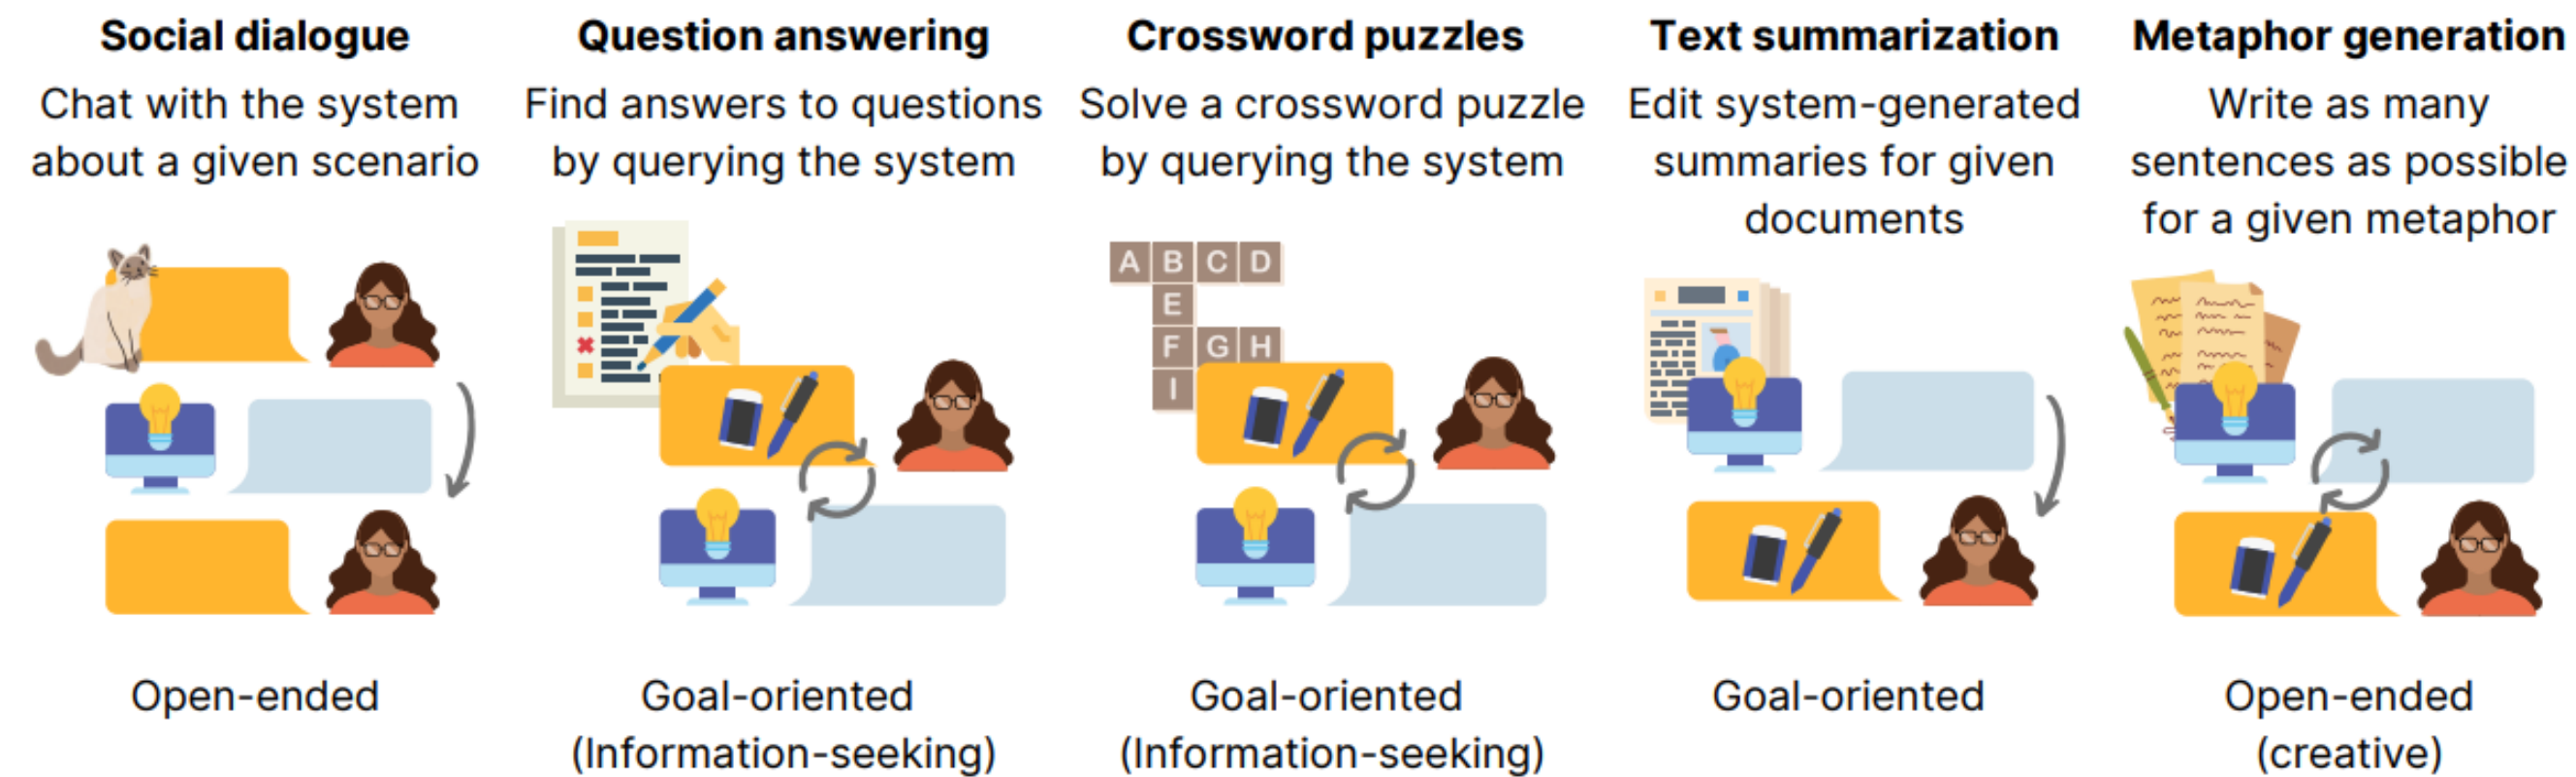 Social dialogue
Chat with the system
about a given scenario
Open-ended
Question answering
Find answers to questions
by querying the system
Goal-oriented
(Information-seeking)
Crossword puzzles
Solve a crossword puzzle
by querying the system
A B C D
E
F G H
I
Goal-oriented
(Information-seeking)
Text summarization
Edit system-generated
summaries for given
documents
Goal-oriented
Metaphor generation
Write as many
sentences as possible
for a given metaphor
Open-ended
(creative)